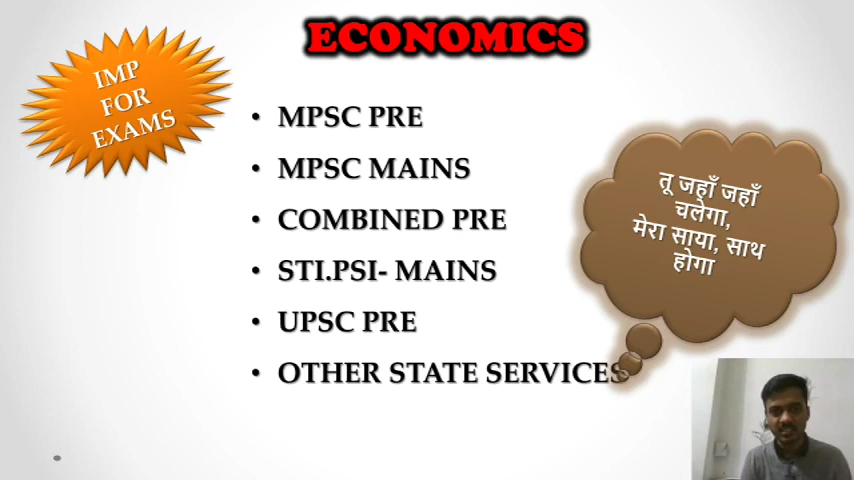 ECONOMICS
IMP
FOR
EXAMS
• MPSC PRE
• MPSC MAINS
• COMBINED PRE
• STI.PSI- MAINS
• UPSC PRE
• OTHER STATE SERVICES
तू जहाँ जहाँ
चलेगा,
मेरा साया, साथ
होगा